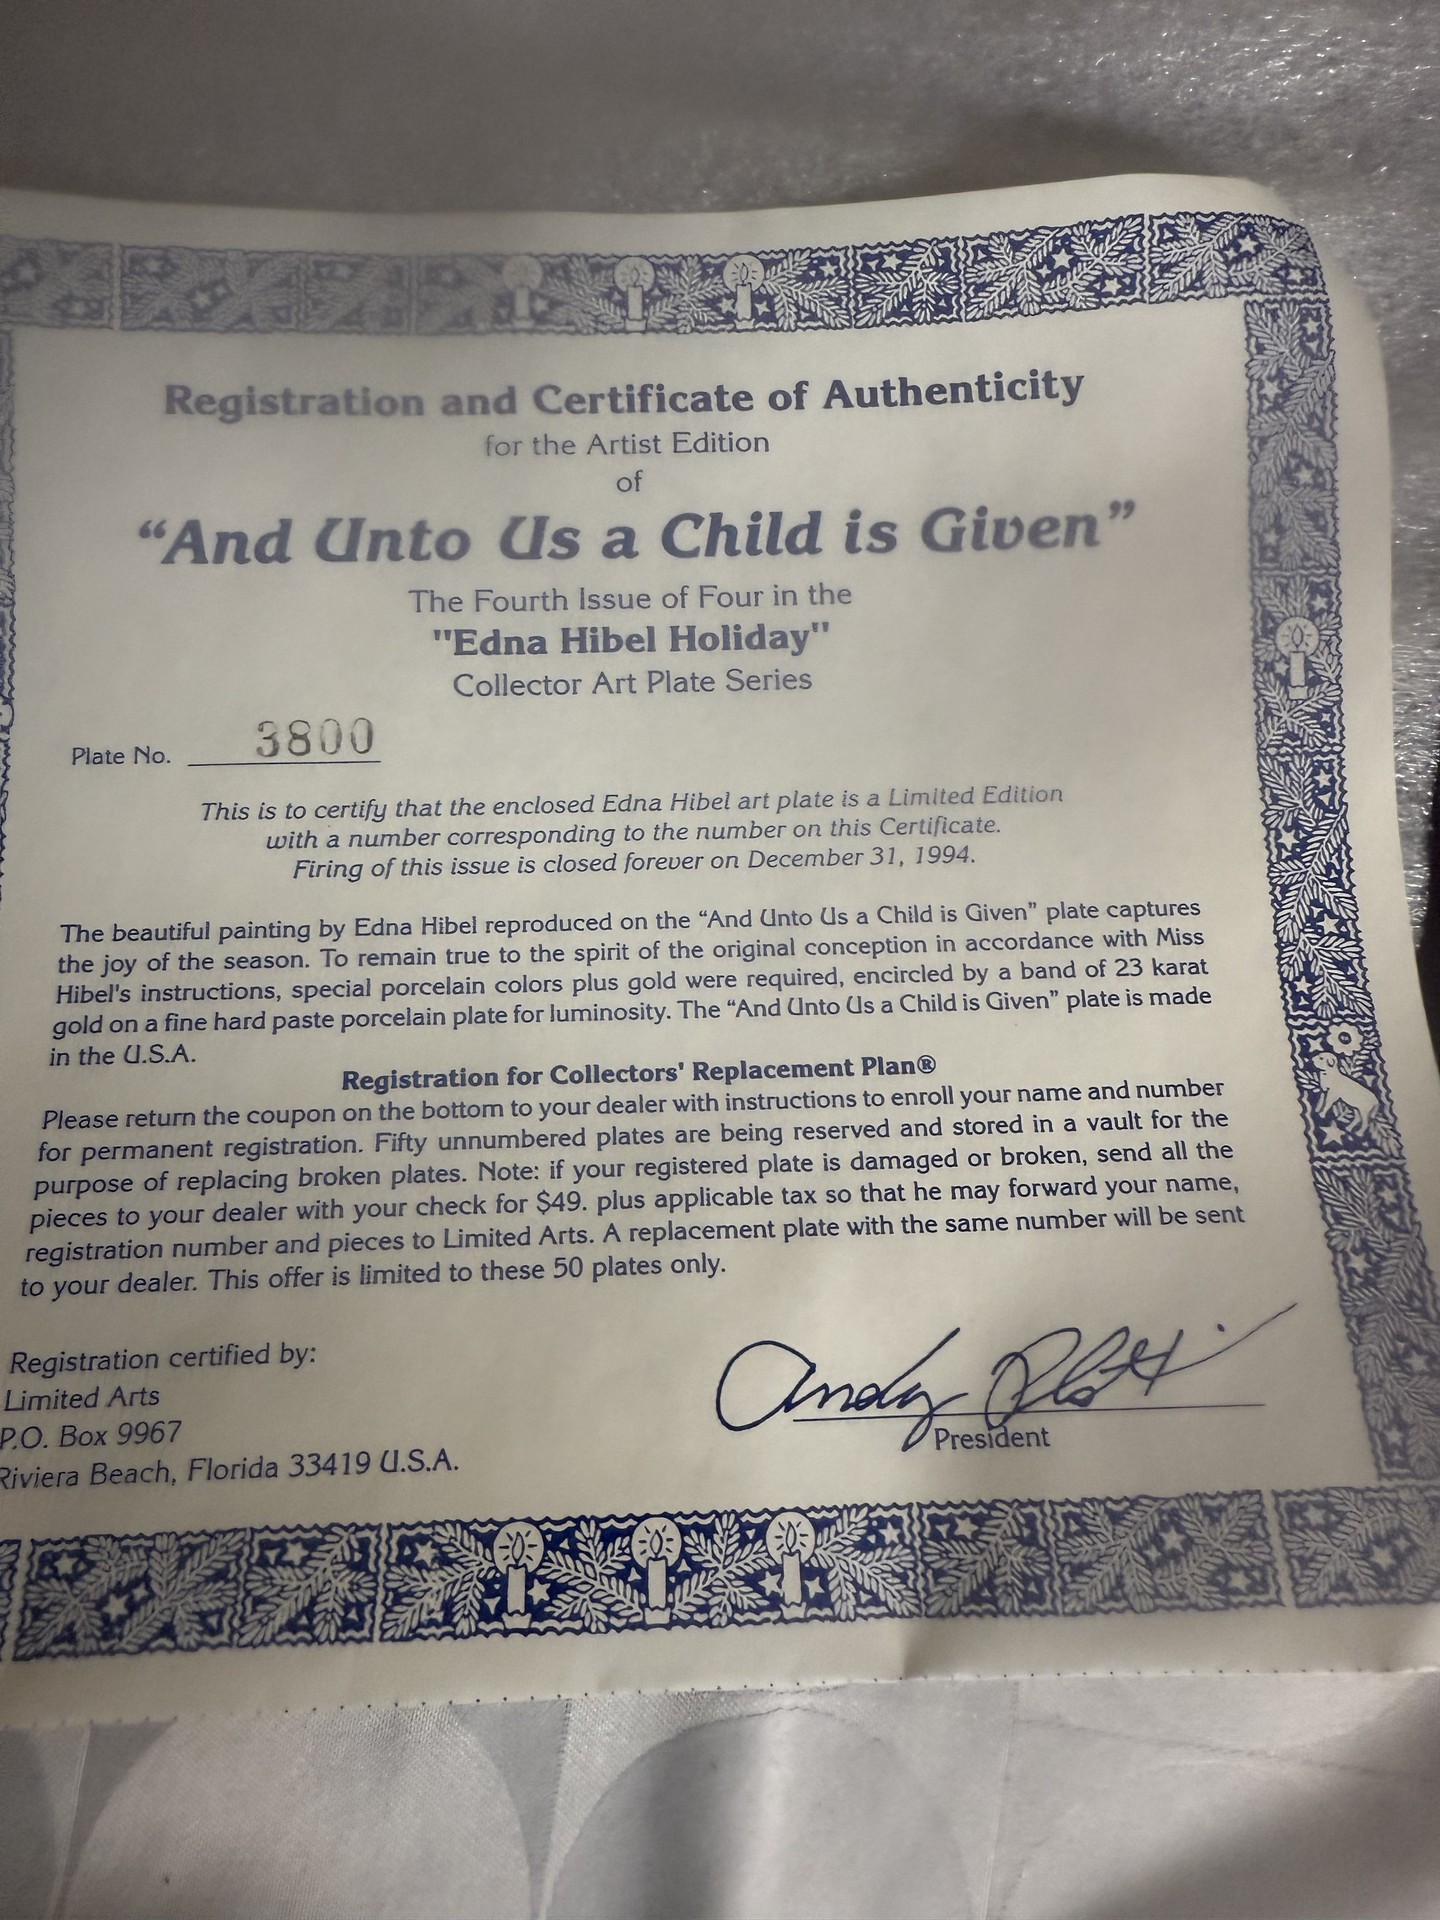 Registration and Certificate of Authenticity
for the Artist Edition
of
“And Unto Us a Child is Given”
The Fourth Issue of Four in the
"Edna Hibel Holiday"
Collector Art Plate Series
Plate No. 3800
This is to certify that the enclosed Edna Hibel art plate is a Limited Edition
with a number corresponding to the number on this Certificate.
Firing of this issue is closed forever on December 31, 1994.
The beautiful painting by Edna Hibel reproduced on the “And Unto Us a Child is Given” plate captures
the joy of the season. To remain true to the spirit of the original conception in accordance with Miss
Hibel's instructions, special porcelain colors plus gold were required, encircled by a band of 23 karat
gold on a fine hard paste porcelain plate for luminosity. The “And Unto Us a Child is Given” plate is made
in the U.S.A.
Registration for Collectors' Replacement Plan®
Please return the coupon on the bottom to your dealer with instructions to enroll your name and number
for permanent registration. Fifty unnumbered plates are being reserved and stored in a vault for the
purpose of replacing broken plates. Note: if your registered plate is damaged or broken, send all the
pieces to your dealer with your check for $49. plus applicable tax so that he may forward your name,
registration number and pieces to Limited Arts. A replacement plate with the same number will be sent
to your dealer. This offer is limited to these 50 plates only.
Registration certified by:
Limited Arts
P.O. Box 9967
Riviera Beach, Florida 33419 U.S.A.
Andy
President